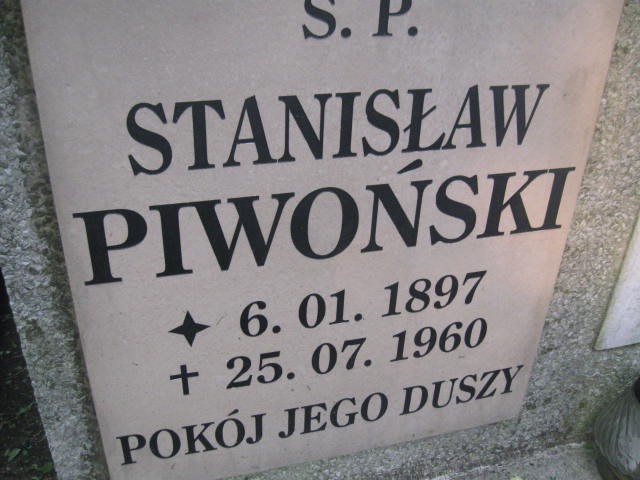 Ś. P.
STANISŁAW
PIWOŃSKI
6. 01. 1897
25. 07. 1960
POKÓJ JEGO DUSZY